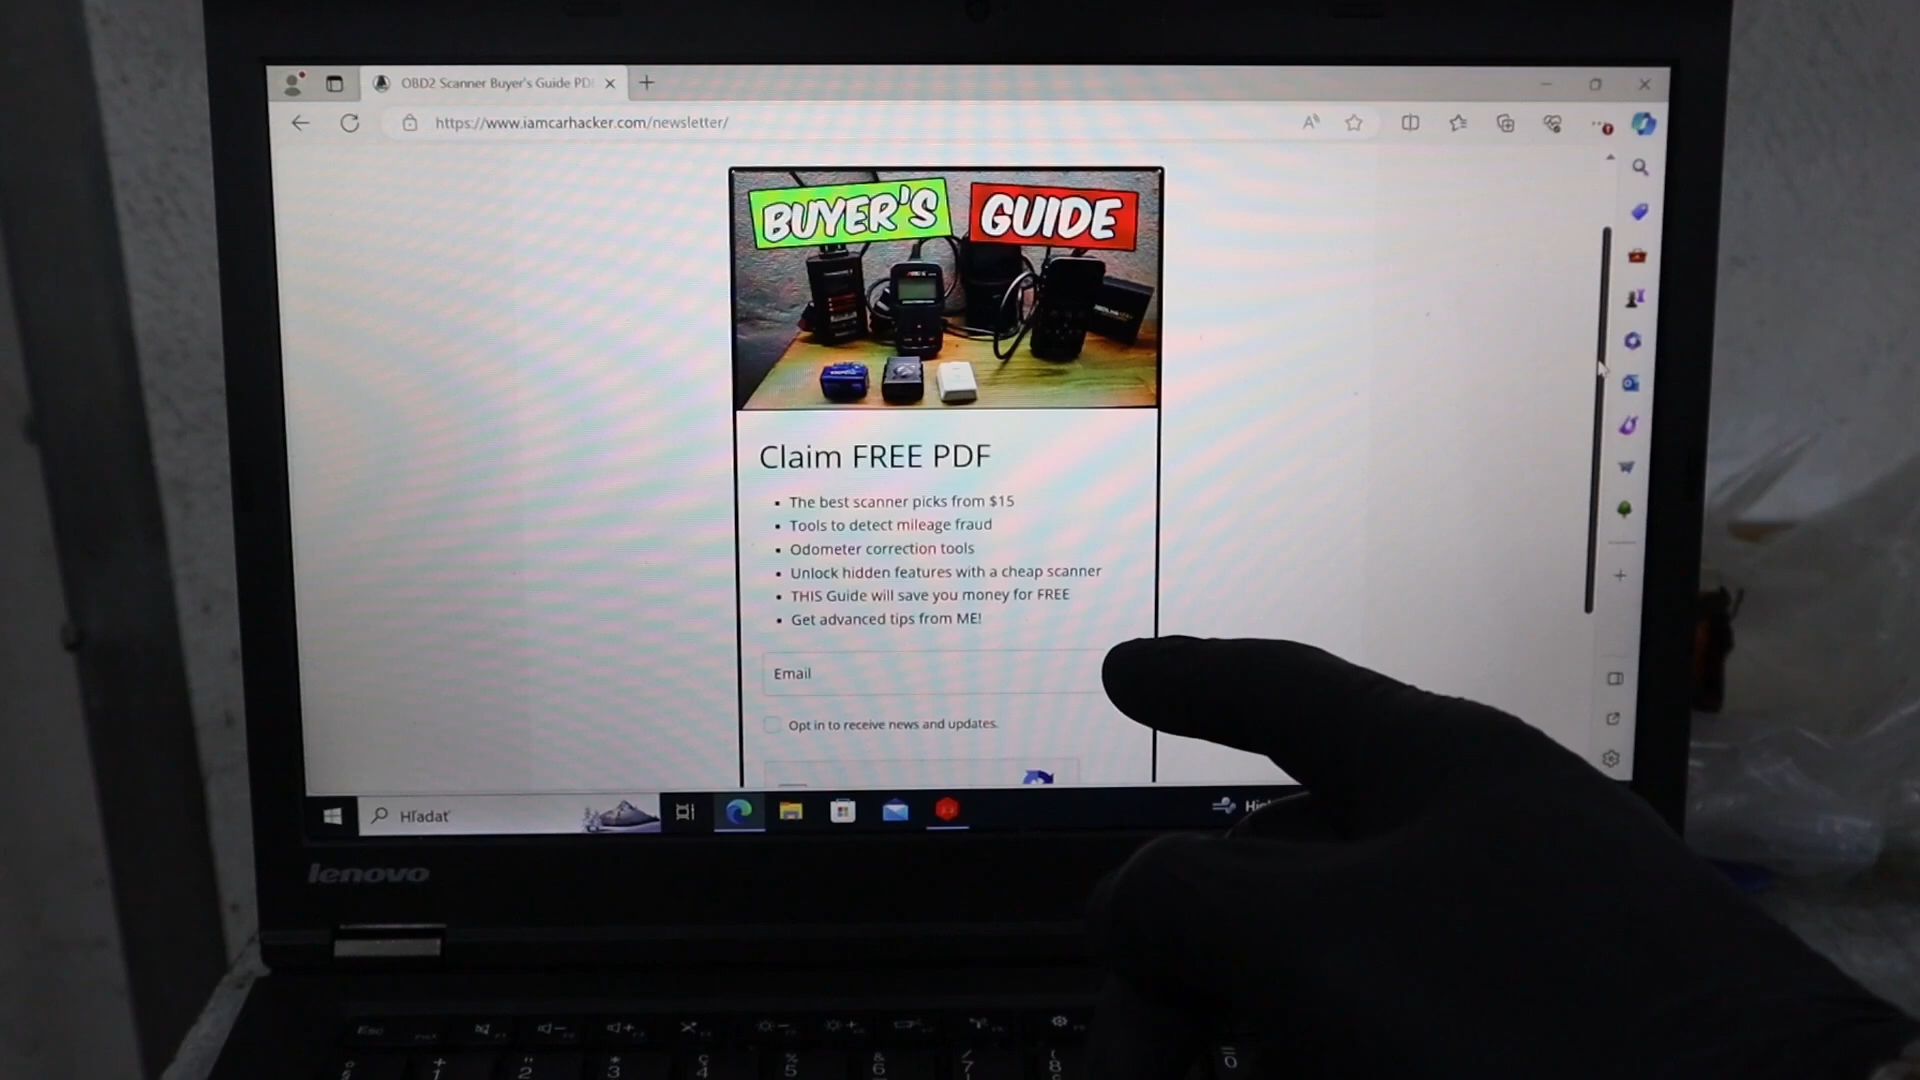 OBD2 Scanner Buyer's Guide PD
https://www.iamcarhacker.com/newsletter/
BUYER'S GUIDE
Claim FREE PDF
The best scanner picks from $15
Tools to detect mileage fraud
Odometer correction tools
Unlock hidden features with a cheap scanner
THIS Guide will save you money for FREE
Get advanced tips from ME!
Email
Opt in to receive news and updates.
Hľadať
lenovo
Esc